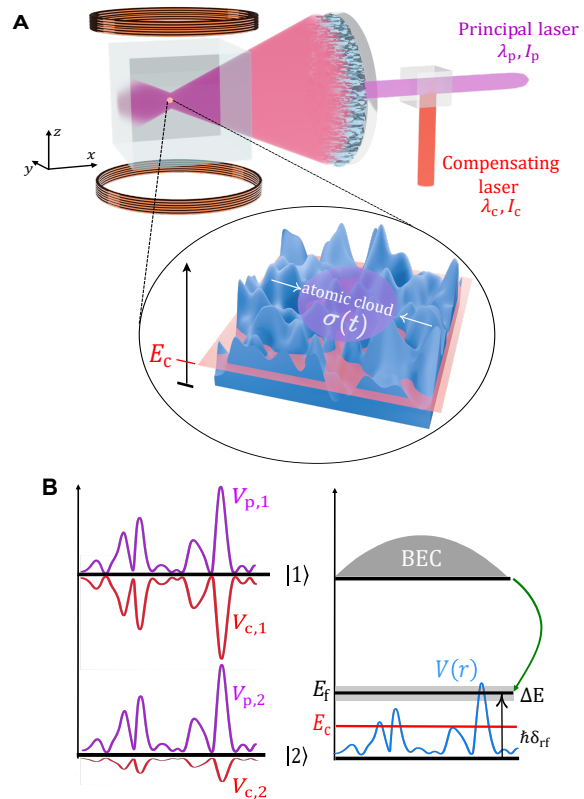 A
Principal laser
λp, Ip
z
y
x
Compensating
laser
λc, Ic
atomic cloud
σ(t)
Ec
B
Vp,1
|1⟩
Vc,1
Vp,2
|2⟩
Vc,2
BEC
V(r)
Ef
ΔE
Ec
ℏδrf